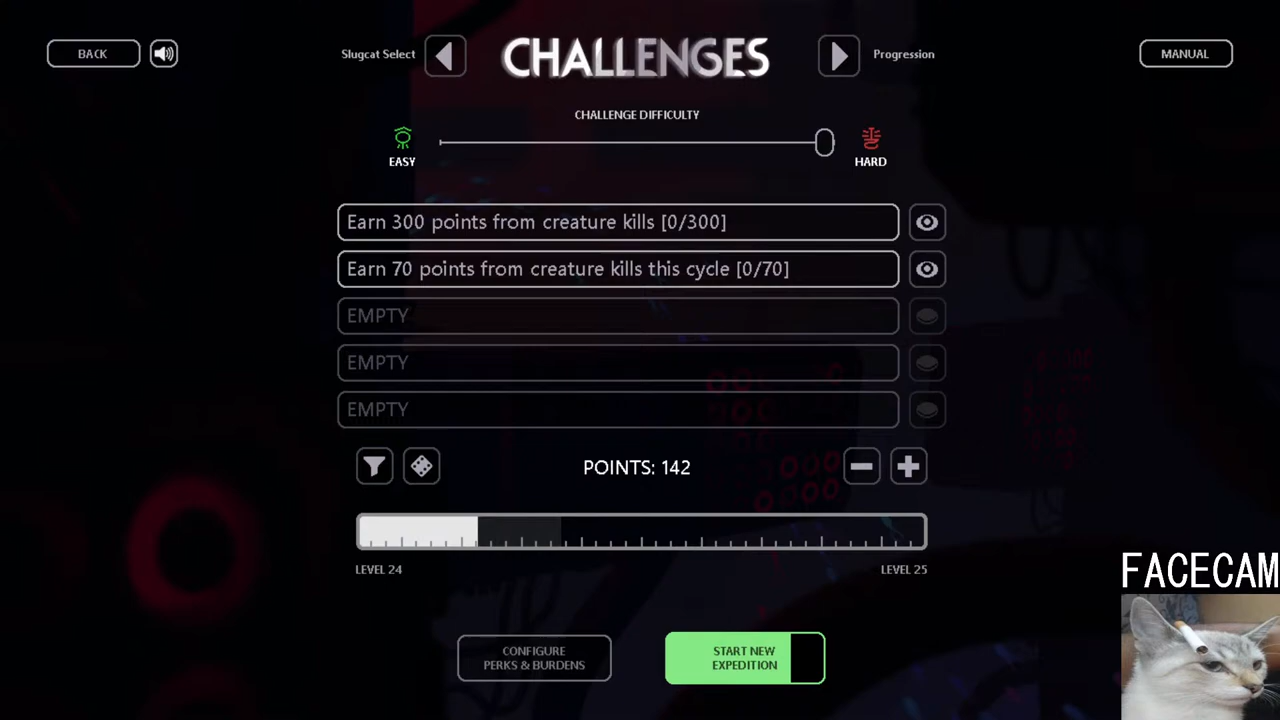 BACK
Slugcat Select
CHALLENGES
Progression
MANUAL
CHALLENGE DIFFICULTY
EASY
HARD
Earn 300 points from creature kills [0/300]
Earn 70 points from creature kills this cycle [0/70]
EMPTY
EMPTY
EMPTY
POINTS: 142
LEVEL 24
LEVEL 25
CONFIGURE
PERKS & BURDENS
START NEW
EXPEDITION
FACECAM